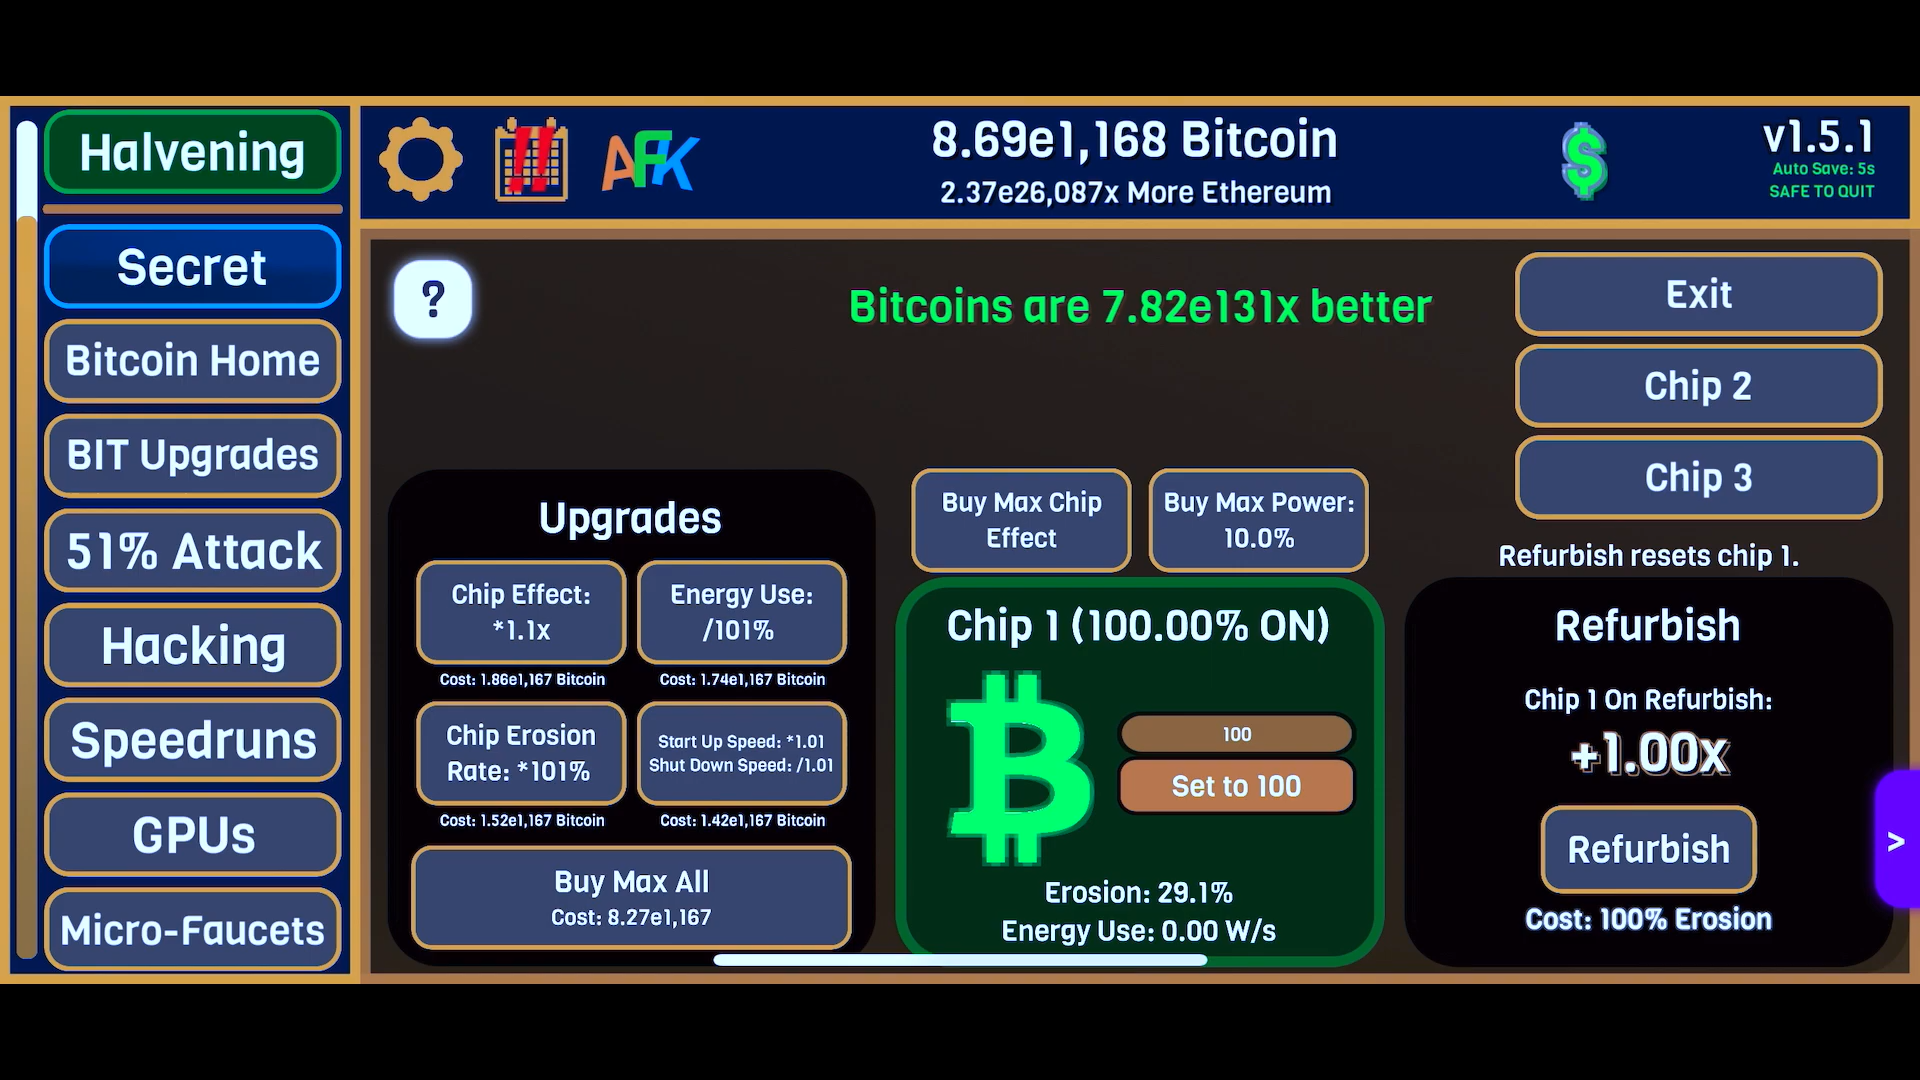 Halvening
Secret
Bitcoin Home
BIT Upgrades
51% Attack
Hacking
Speedruns
GPUs
Micro-Faucets
!!
AFK
8.69e1,168 Bitcoin
2.37e26,087x More Ethereum
$
v1.5.1
Auto Save: 5s
SAFE TO QUIT
?
Bitcoins are 7.82e131x better
Exit
Chip 2
Chip 3
Upgrades
Chip Effect:
*1.1x
Cost: 1.86e1,167 Bitcoin
Energy Use:
/101%
Cost: 1.74e1,167 Bitcoin
Chip Erosion
Rate: *101%
Cost: 1.52e1,167 Bitcoin
Start Up Speed: *1.01
Shut Down Speed: /1.01
Cost: 1.42e1,167 Bitcoin
Buy Max All
Cost: 8.27e1,167
Buy Max Chip
Effect
Buy Max Power:
10.0%
Chip 1 (100.00% ON)
100
Set to 100
Erosion: 29.1%
Energy Use: 0.00 W/s
Refurbish resets chip 1.
Refurbish
Chip 1 On Refurbish:
+1.00x
Refurbish
Cost: 100% Erosion
>